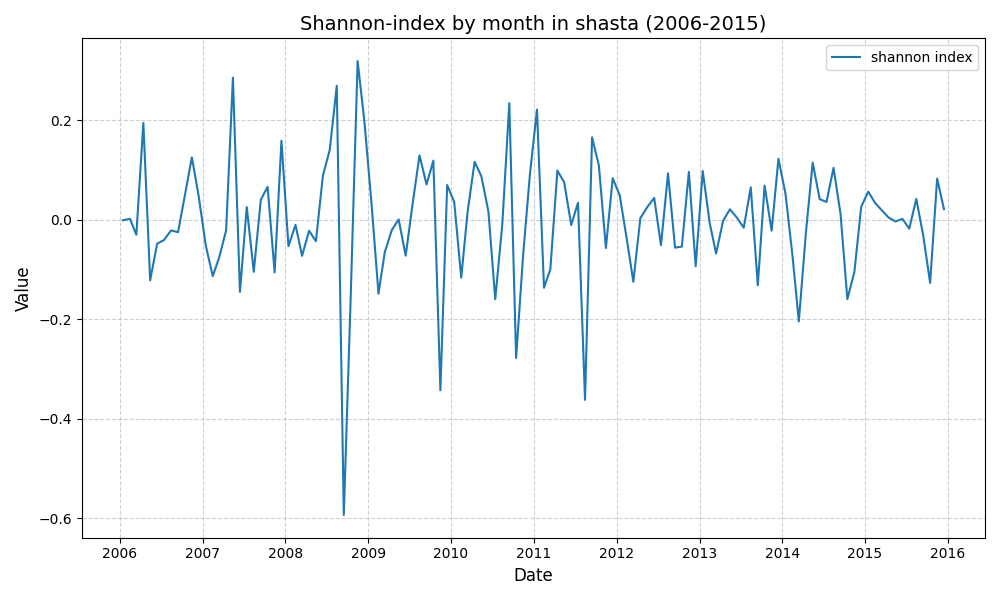 Shannon-index by month in shasta (2006-2015)
shannon index
Value
0.2
0.0
−0.2
−0.4
−0.6
2006 2007 2008 2009 2010 2011 2012 2013 2014 2015 2016
Date